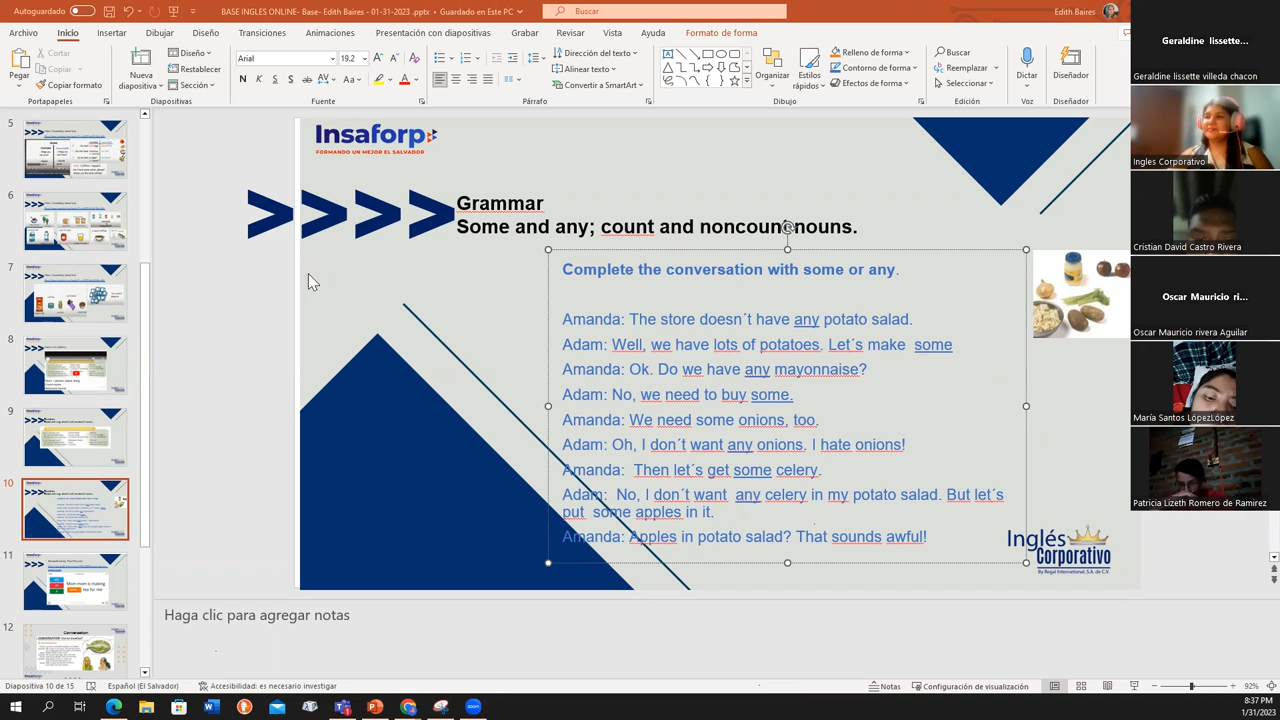 Autoguardado
BASE INGLES ONLINE- Base- Edith Baires - 01-31-2023 .pptx • Guardado en Este PC
Buscar
Edith Baires
Archivo Inicio Insertar Dibujar Diseño Transiciones Animaciones Presentación con diapositivas Grabar Revisar Vista Ayuda Formato de forma
Pegar
Cortar
Copiar
Copiar formato
Portapapeles
Nueva diapositiva
Diseño
Restablecer
Sección
Diapositivas
Arial 19.2
Fuente
Párrafo
Dirección del texto
Alinear texto
Convertir a SmartArt
Organizar
Estilos rápidos
Relleno de forma
Contorno de forma
Efectos de forma
Dibujo
Buscar
Reemplazar
Seleccionar
Edición
Dictar
Voz
Diseñador
Diseñador
5
6
7
8
9
10
11
12
Insaforp
FORMANDO UN MEJOR EL SALVADOR
Grammar
Some and any; count and noncoun nouns.
Complete the conversation with some or any.
Amanda: The store doesn´t have any potato salad.
Adam: Well, we have lots of potatoes. Let´s make some
Amanda: Ok. Do we have any mayonnaise?
Adam: No, we need to buy some.
Amanda: We need some onions, too.
Adam: Oh, I don´t want any onions. I hate onions!
Amanda: Then let´s get some celery.
Adam: No, I don´t want any celery in my potato salad. But let´s
put some apples in it.
Amanda: Apples in potato salad? That sounds awful!
Inglés
Corporativo
By Regal International, S.A. de C.V.
Haga clic para agregar notas
Diapositiva 10 de 15
Español (El Salvador)
Accesibilidad: es necesario investigar
Notas
Configuración de visualización
92%
Geraldine lissette...
Geraldine lissette villeda chacon
Ingles Corporativo
Cristian David Castro Rivera
Oscar Mauricio ri...
Oscar Mauricio rivera Aguilar
María Santos LópezLópez
Patricia Lizeth Romero de Ramirez
8:37 PM
1/31/2023